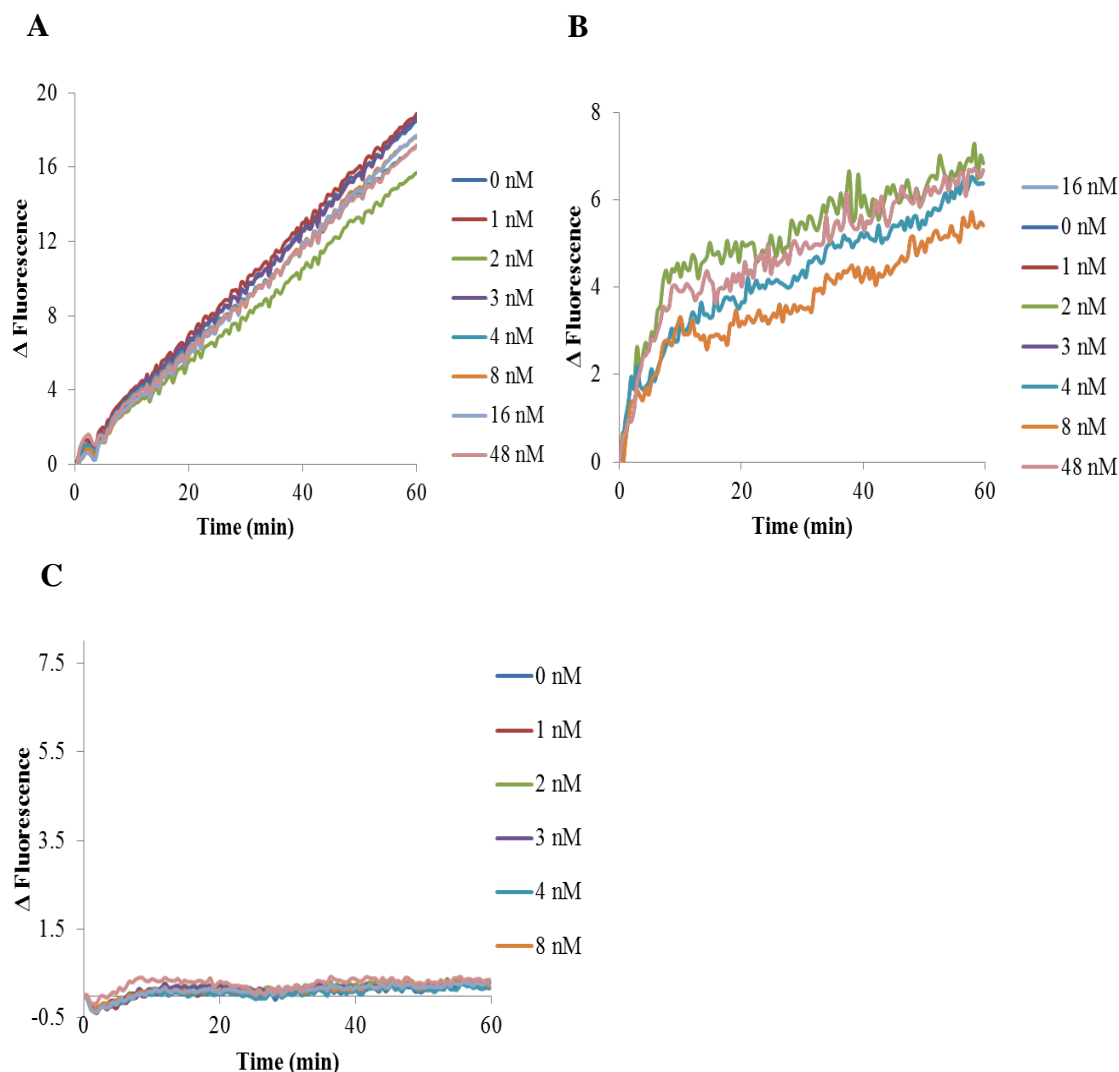 A
Δ Fluorescence
20
16
12
8
4
0
0
20
40
60
Time (min)
0 nM
1 nM
2 nM
3 nM
4 nM
8 nM
16 nM
48 nM
B
Δ Fluorescence
8
6
4
2
0
0
20
40
60
Time (min)
16 nM
0 nM
1 nM
2 nM
3 nM
4 nM
8 nM
48 nM
C
Δ Fluorescence
7.5
5.5
3.5
1.5
-0.5
0
20
40
60
Time (min)
0 nM
1 nM
2 nM
3 nM
4 nM
8 nM